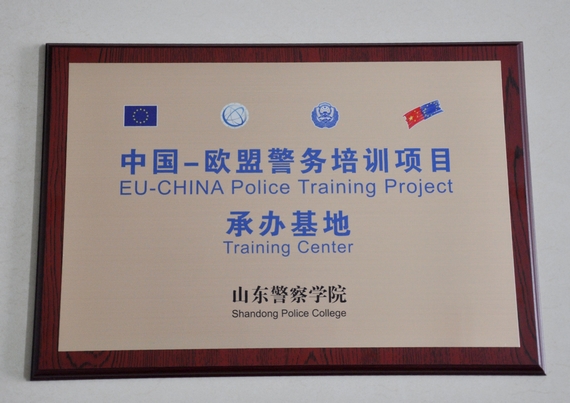 中国-欧盟警务培训项目
EU-CHINA Police Training Project
承办基地
Training Center
山东警察学院
Shandong Police College